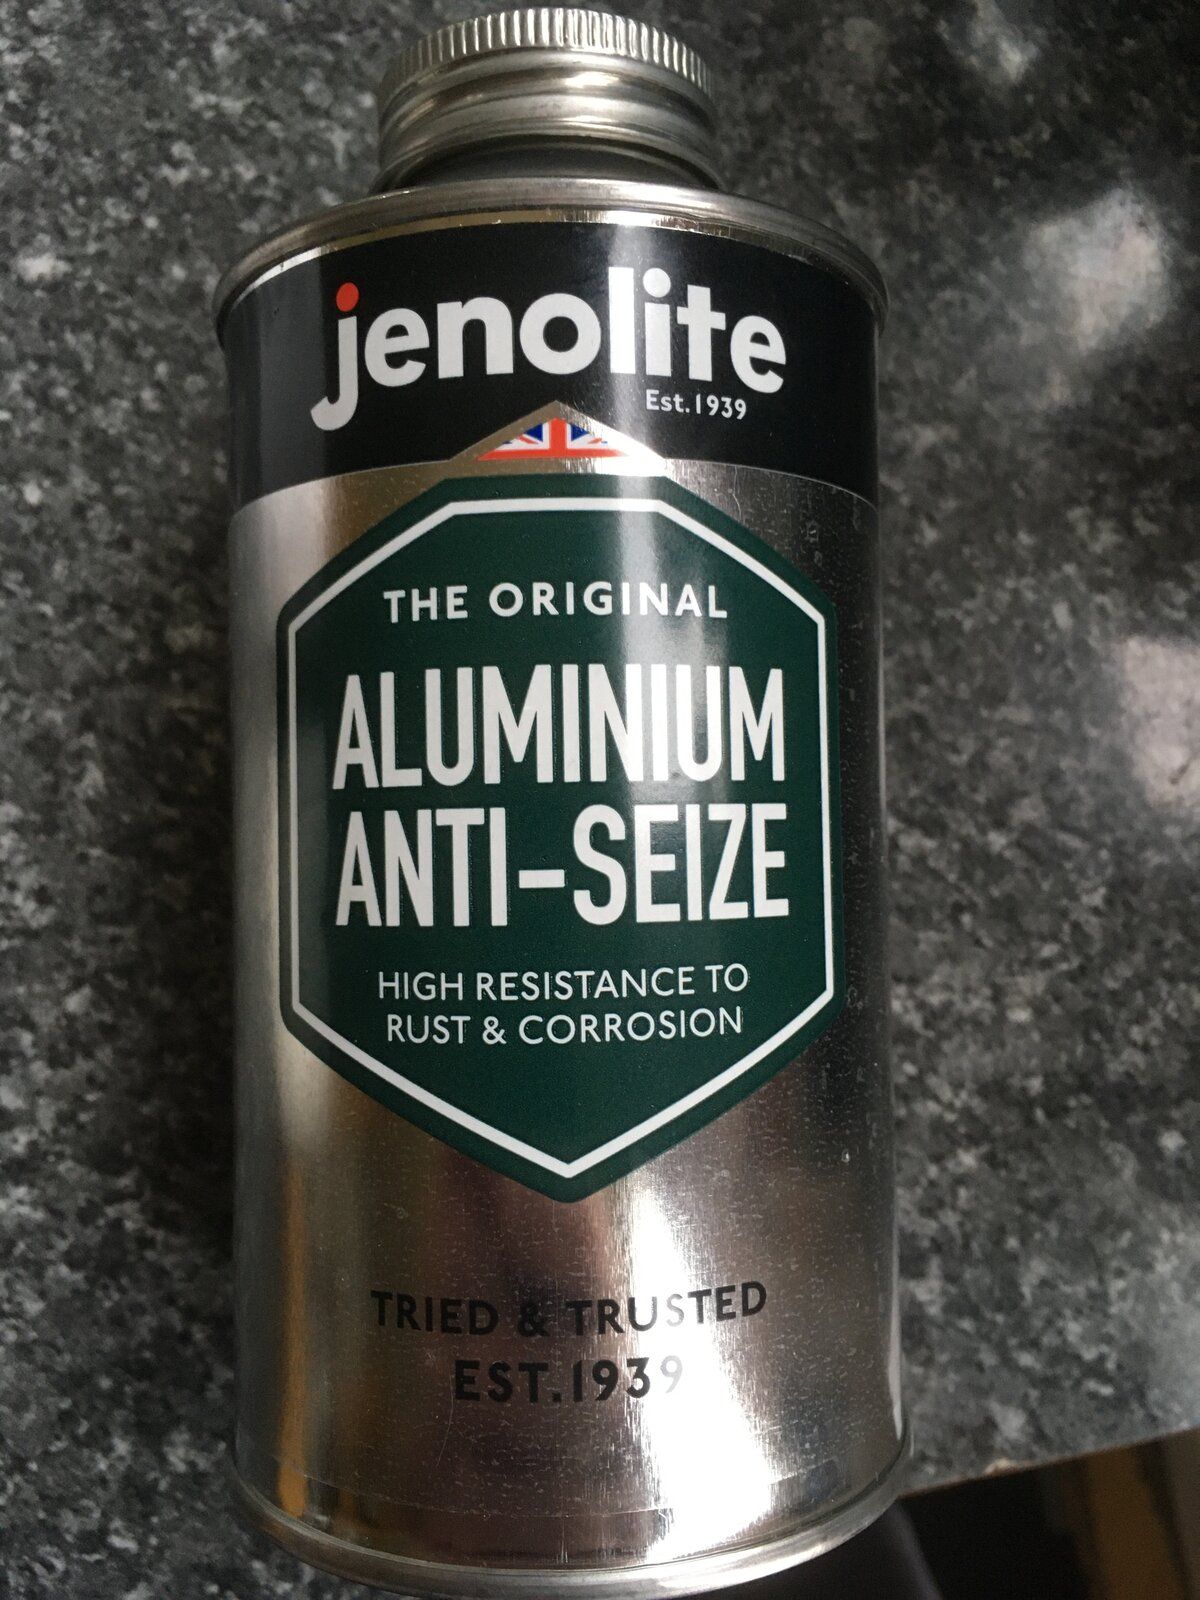 jenolite
Est.1939
THE ORIGINAL
ALUMINIUM
ANTI-SEIZE
HIGH RESISTANCE TO
RUST & CORROSION
TRIED & TRUSTED
EST.1939